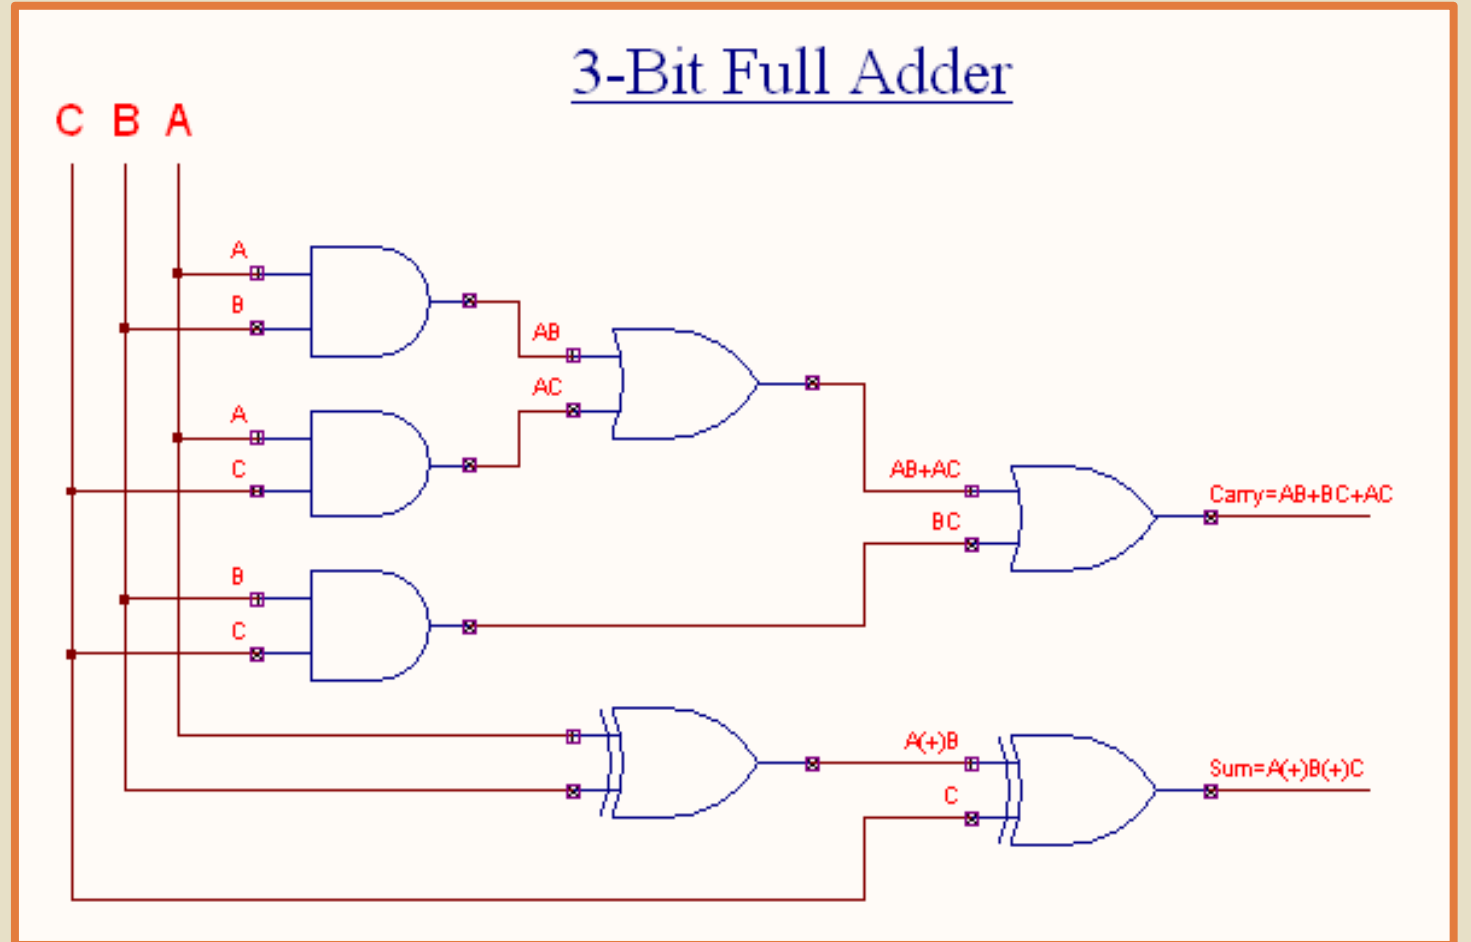 3-Bit Full Adder
C B A
A
B
AB
A
AC
C
AB+AC
Carry=AB+BC+AC
BC
B
C
A(+)B
Sum=A(+)B(+)C
C